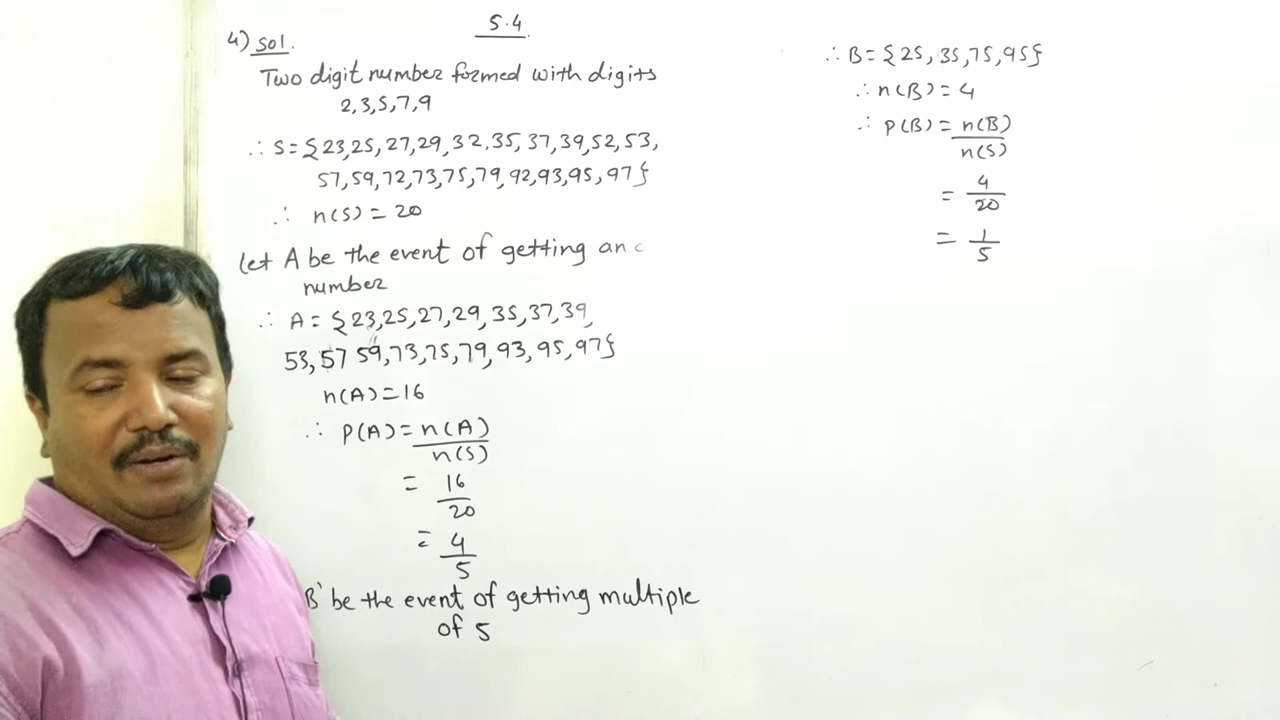 5.4
4) Sol.
Two digit number formed with digits
2,3,5,7,9
∴ S = {23,25,27,29,32,35,37,39,52,53,
57,59,72,73,75,79,92,93,95,97}
∴ n(S) = 20
Let A be the event of getting an
number
∴ A = {23,25,27,29,35,37,39,
53,57 59,73,75,79,93,95,97}
n(A) = 16
∴ P(A) = n(A)
n(S)
= 16
20
= 4
5
B' be the event of getting multiple
of 5
∴ B = {25,35,75,95}
∴ n(B) = 4
∴ P(B) = n(B)
n(S)
= 4
20
= 1
5